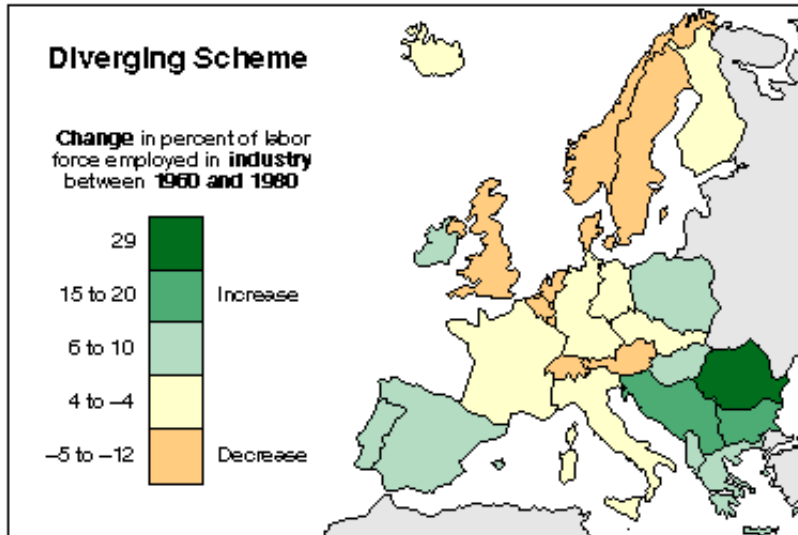 Diverging Scheme
Change in percent of labor
force employed in industry
between 1960 and 1980
29
15 to 20
Increase
6 to 10
4 to –4
–5 to –12
Decrease